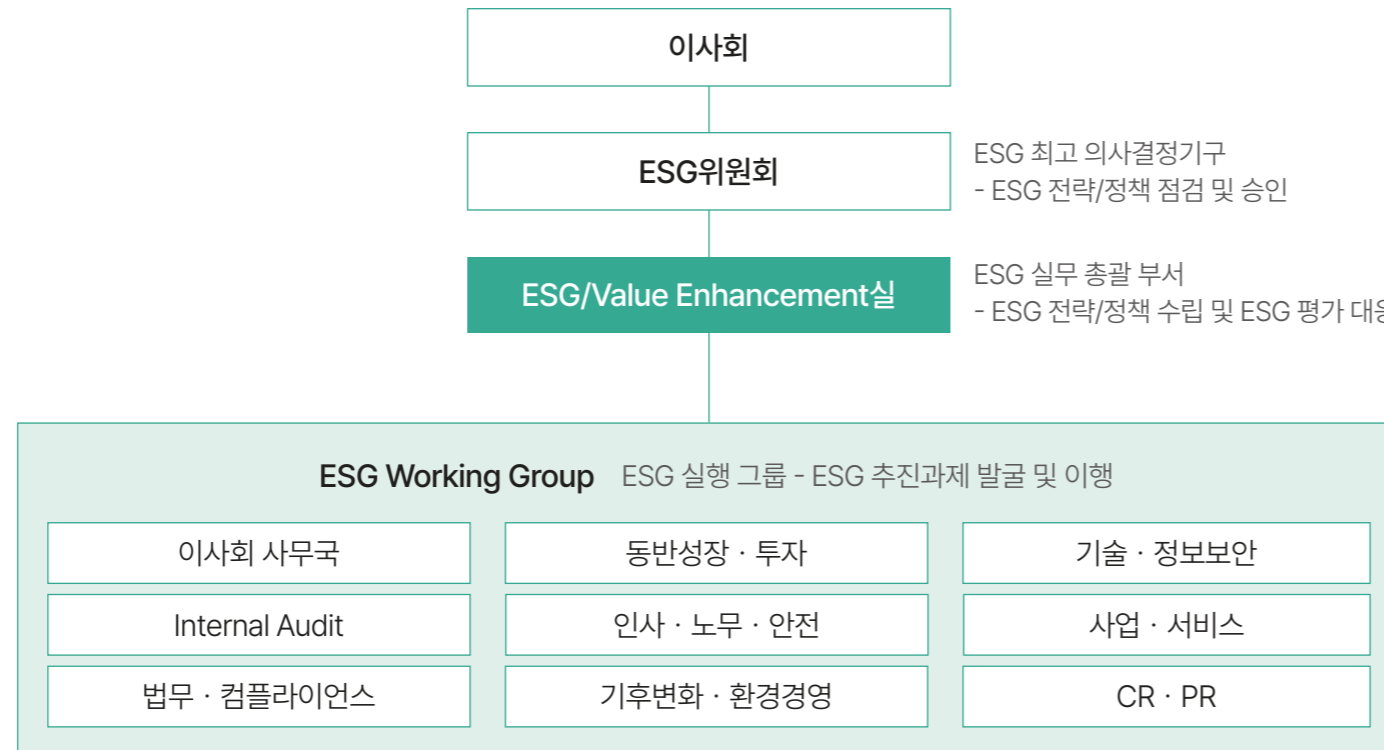 이사회
ESG위원회
ESG 최고 의사결정기구
- ESG 전략/정책 점검 및 승인
ESG/Value Enhancement실
ESG 실무 총괄 부서
- ESG 전략/정책 수립 및 ESG 평가 대응
ESG Working Group ESG 실행 그룹 - ESG 추진과제 발굴 및 이행
이사회 사무국
동반성장 · 투자
기술 · 정보보안
Internal Audit
인사 · 노무 · 안전
사업 · 서비스
법무 · 컴플라이언스
기후변화 · 환경경영
CR · PR